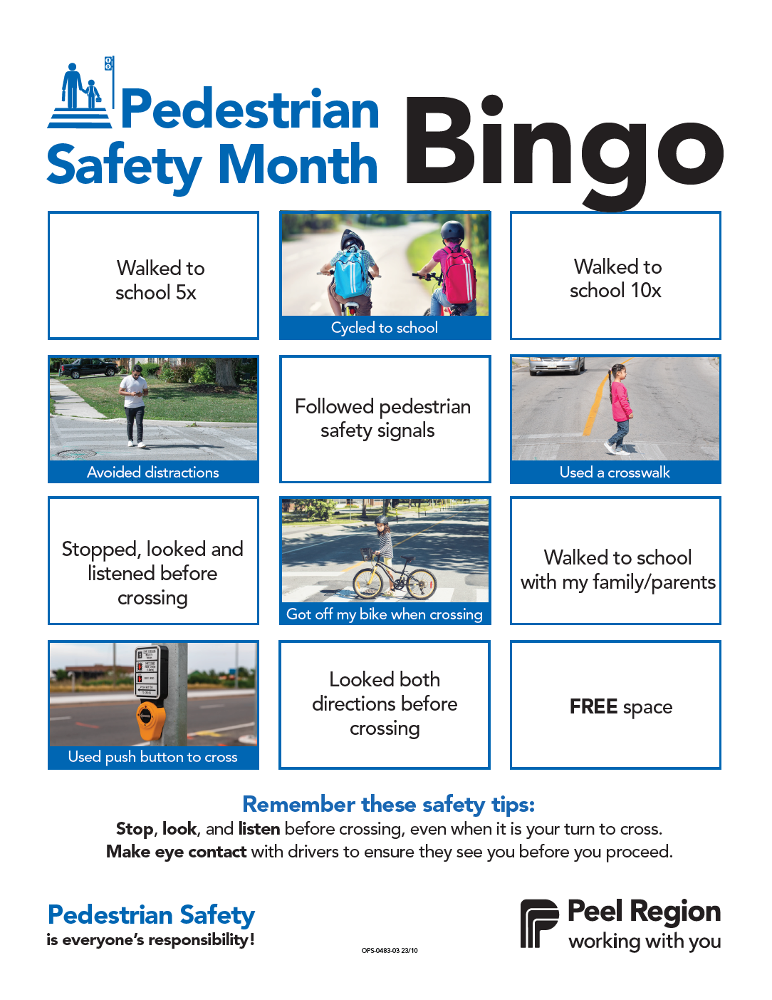 Pedestrian
Safety Month
Bingo
Walked to
school 5x
Cycled to school
Walked to
school 10x
Avoided distractions
Followed pedestrian
safety signals
Used a crosswalk
Stopped, looked and
listened before
crossing
Got off my bike when crossing
Walked to school
with my family/parents
Used push button to cross
Looked both
directions before
crossing
FREE space
Remember these safety tips:
Stop, look, and listen before crossing, even when it is your turn to cross.
Make eye contact with drivers to ensure they see you before you proceed.
Pedestrian Safety
is everyone's responsibility!
OPS-0483-03 23/10
Peel Region
working with you